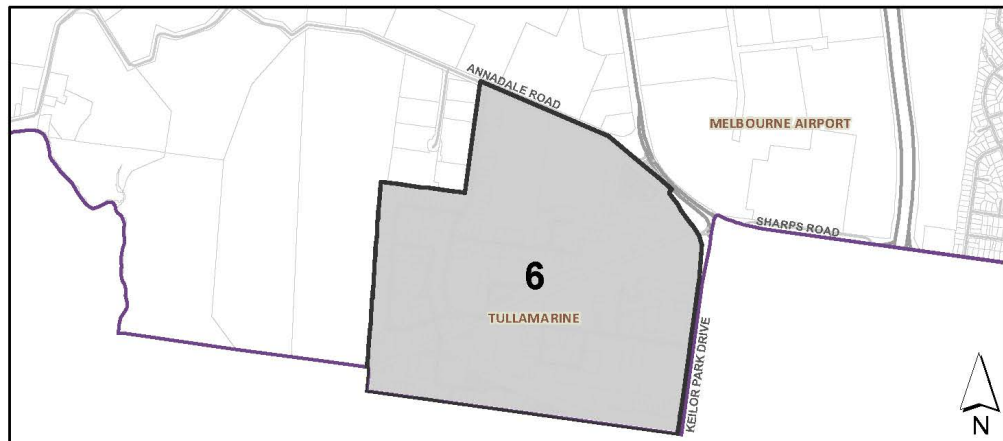 ANNADALE ROAD
MELBOURNE AIRPORT
SHARPS ROAD
6
TULLAMARINE
KEILOR PARK DRIVE
N